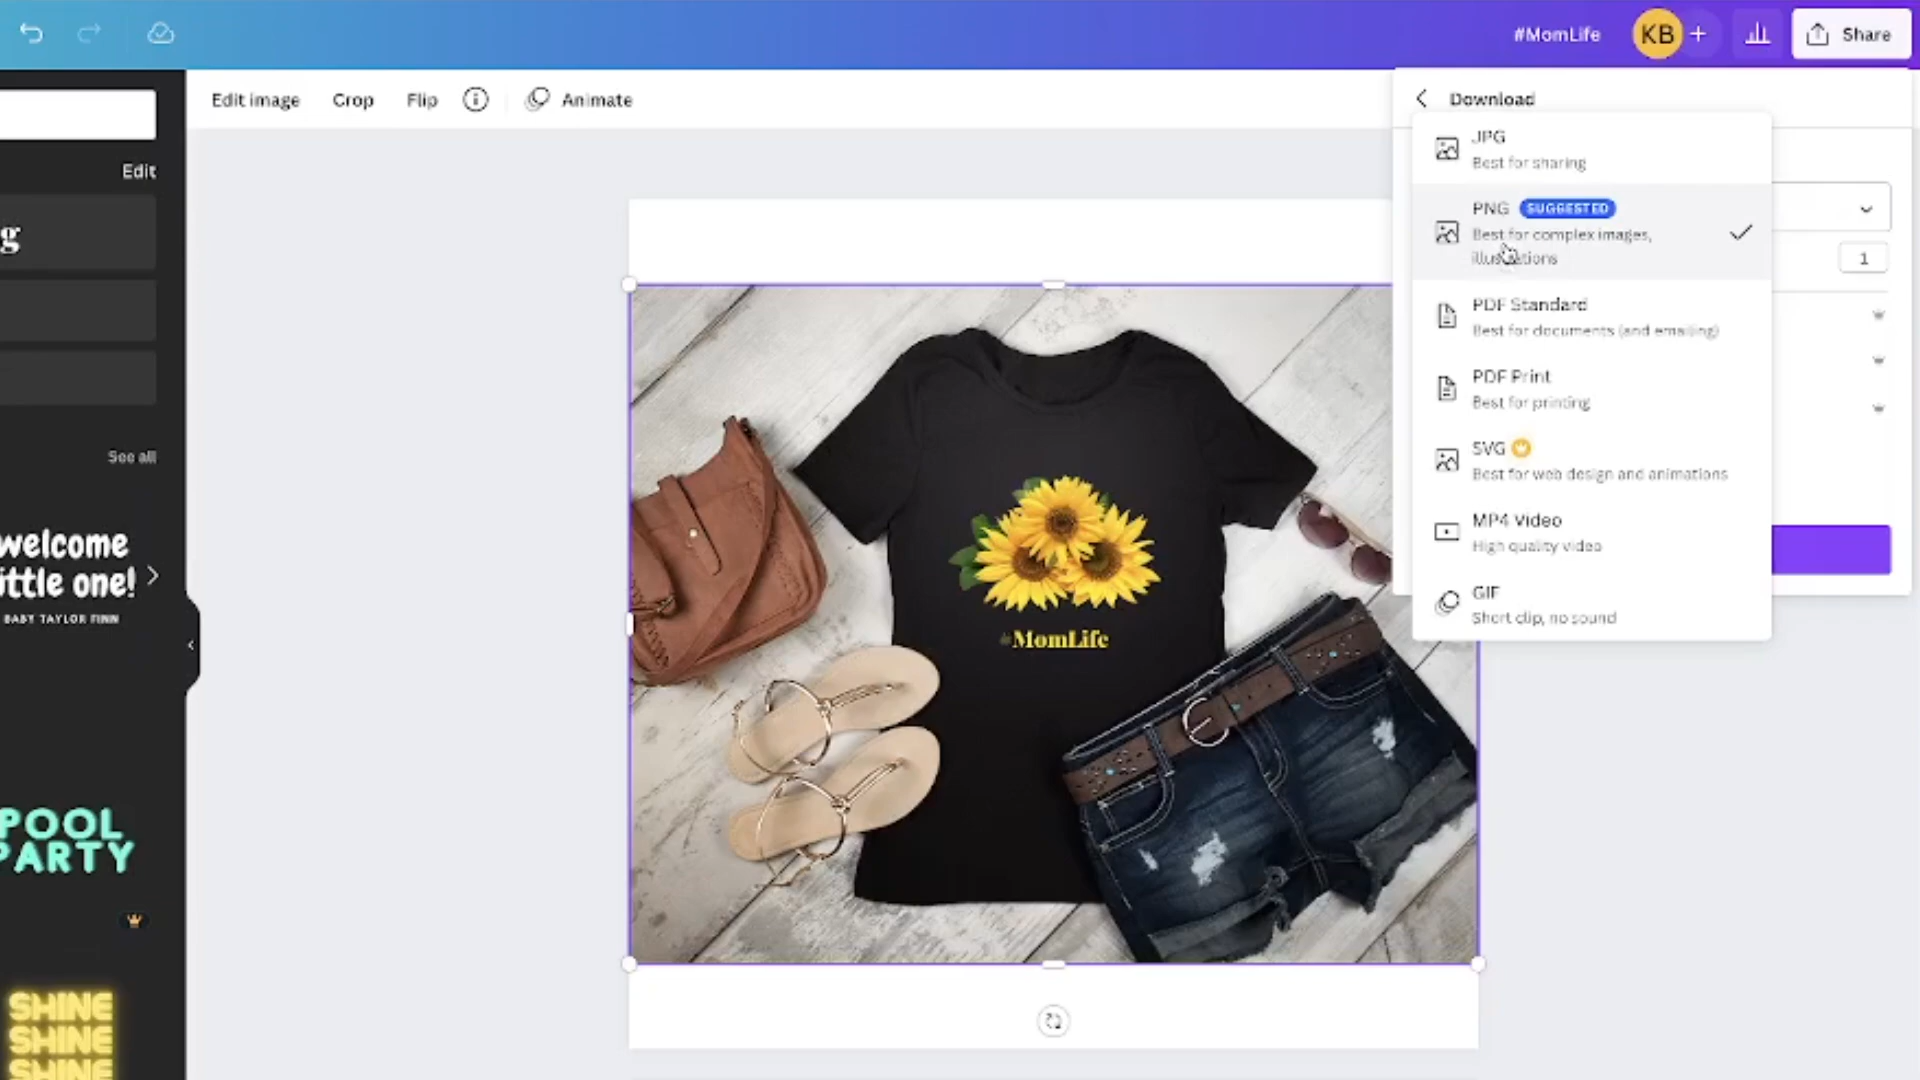 #MomLife
KB
Share
Edit image
Crop
Flip
Animate
Download
Edit
g
See all
welcome
ittle one!
BABY TAYLOR FINN
POOL
PARTY
SHINE
SHINE
SHINE
#MomLife
JPG
Best for sharing
PNG SUGGESTED
Best for complex images,
illustrations
1
PDF Standard
Best for documents (and emailing)
PDF Print
Best for printing
SVG
Best for web design and animations
MP4 Video
High quality video
GIF
Short clip, no sound